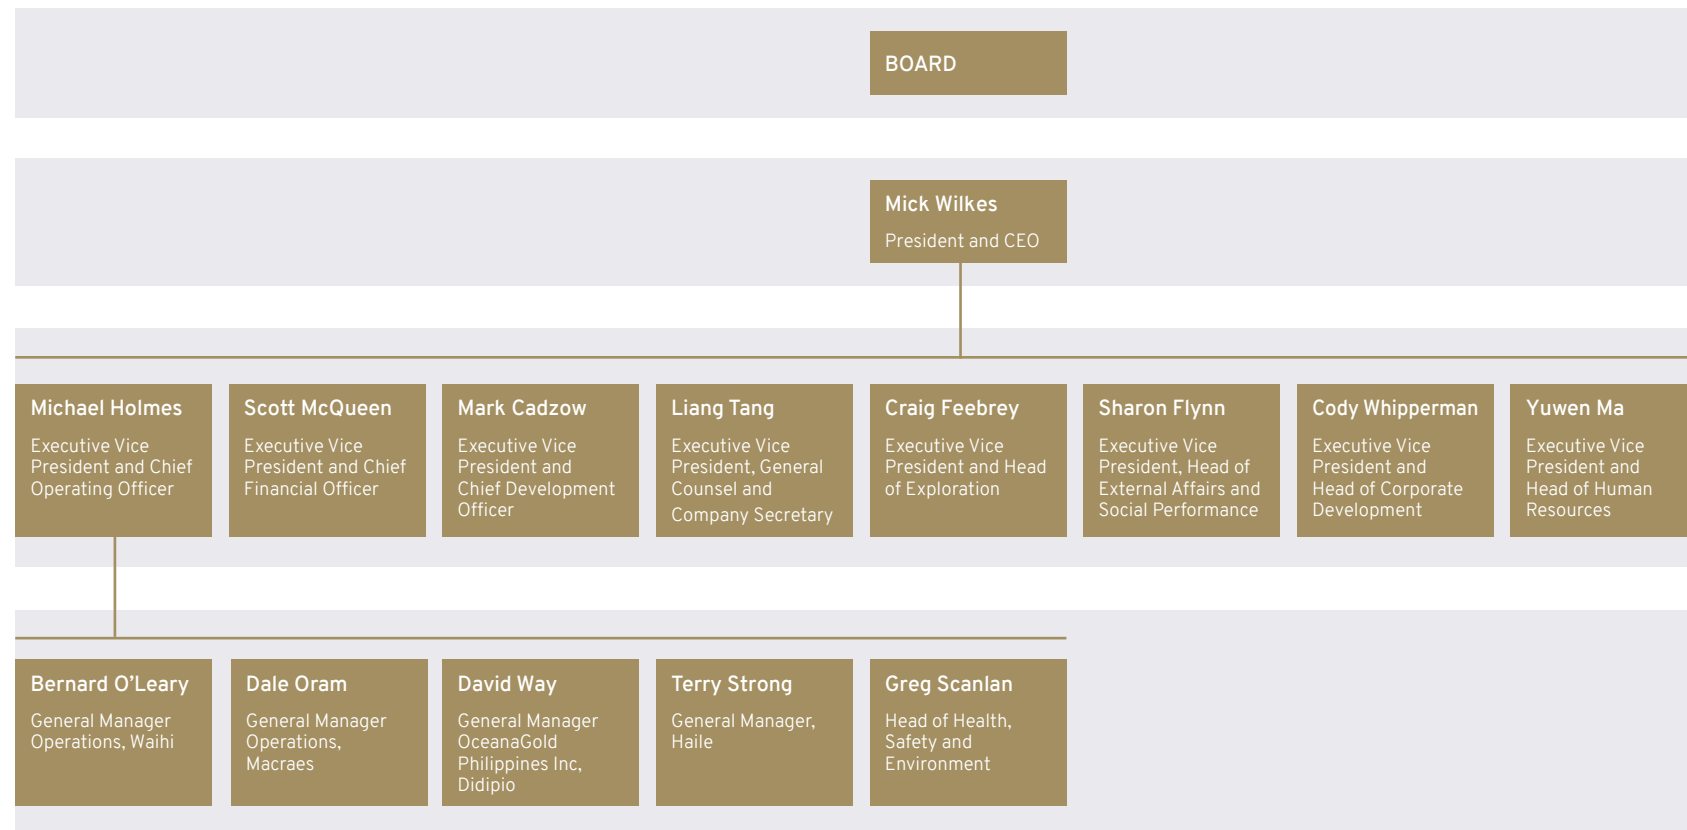 BOARD
Mick Wilkes
President and CEO
Michael Holmes
Executive Vice
President and Chief
Operating Officer
Scott McQueen
Executive Vice
President and Chief
Financial Officer
Mark Cadzow
Executive Vice
President and
Chief Development
Officer
Liang Tang
Executive Vice
President, General
Counsel and
Company Secretary
Craig Feebrey
Executive Vice
President and Head
of Exploration
Sharon Flynn
Executive Vice
President, Head of
External Affairs and
Social Performance
Cody Whipperman
Executive Vice
President and
Head of Corporate
Development
Yuwen Ma
Executive Vice
President and
Head of Human
Resources
Bernard O’Leary
General Manager
Operations, Waihi
Dale Oram
General Manager
Operations,
Macraes
David Way
General Manager
OceanaGold
Philippines Inc,
Didipio
Terry Strong
General Manager,
Haile
Greg Scanlan
Head of Health,
Safety and
Environment